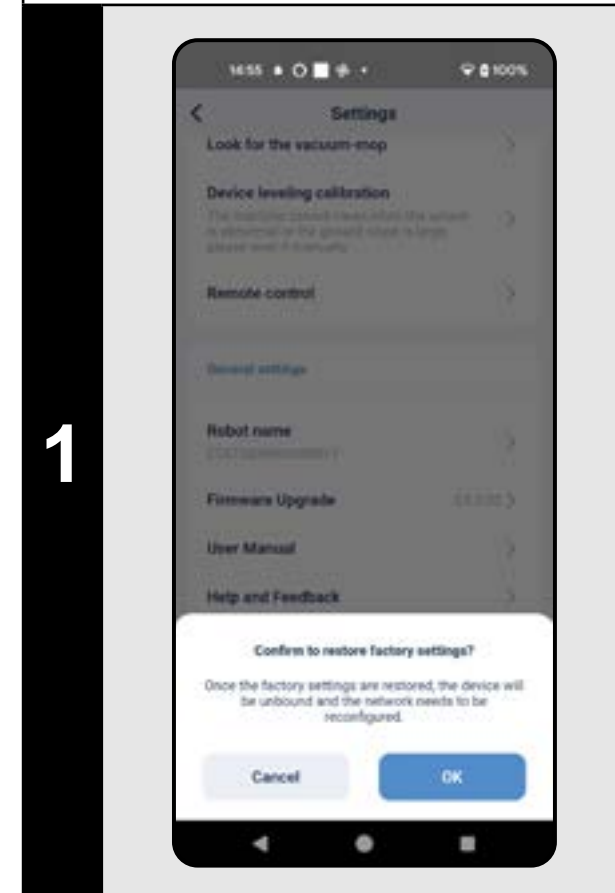 1
14:55
100%
Settings
Look for the vacuum-mop
Device leveling calibration
Remote control
General settings
Robot name
Firmware Upgrade
User Manual
Help and Feedback
Confirm to restore factory settings?
Once the factory settings are restored, the device will
be unbound and the network needs to be
reconfigured.
Cancel
OK